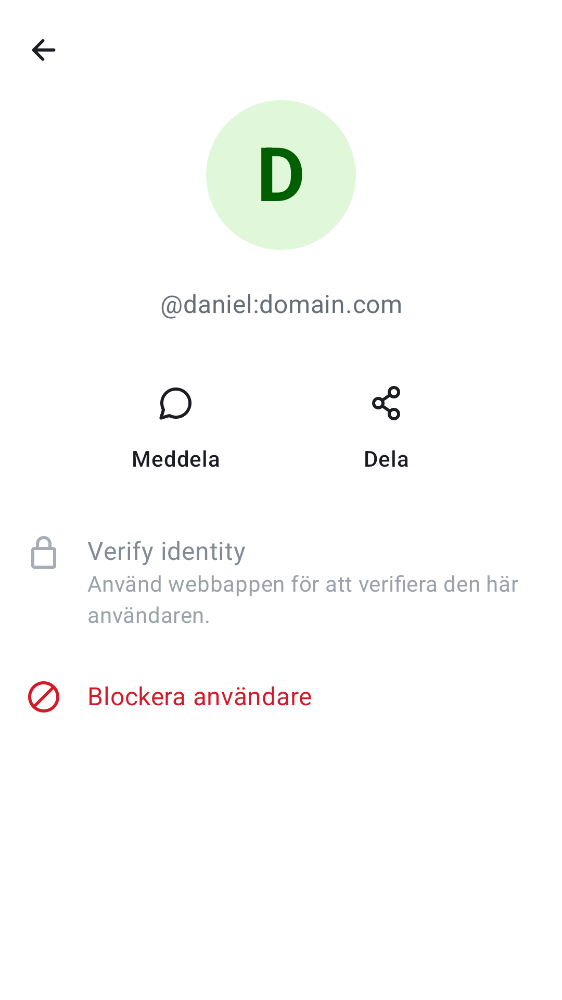 D
@daniel:domain.com
Meddela
Dela
Verify identity
Använd webbappen för att verifiera den här
användaren.
Blockera användare